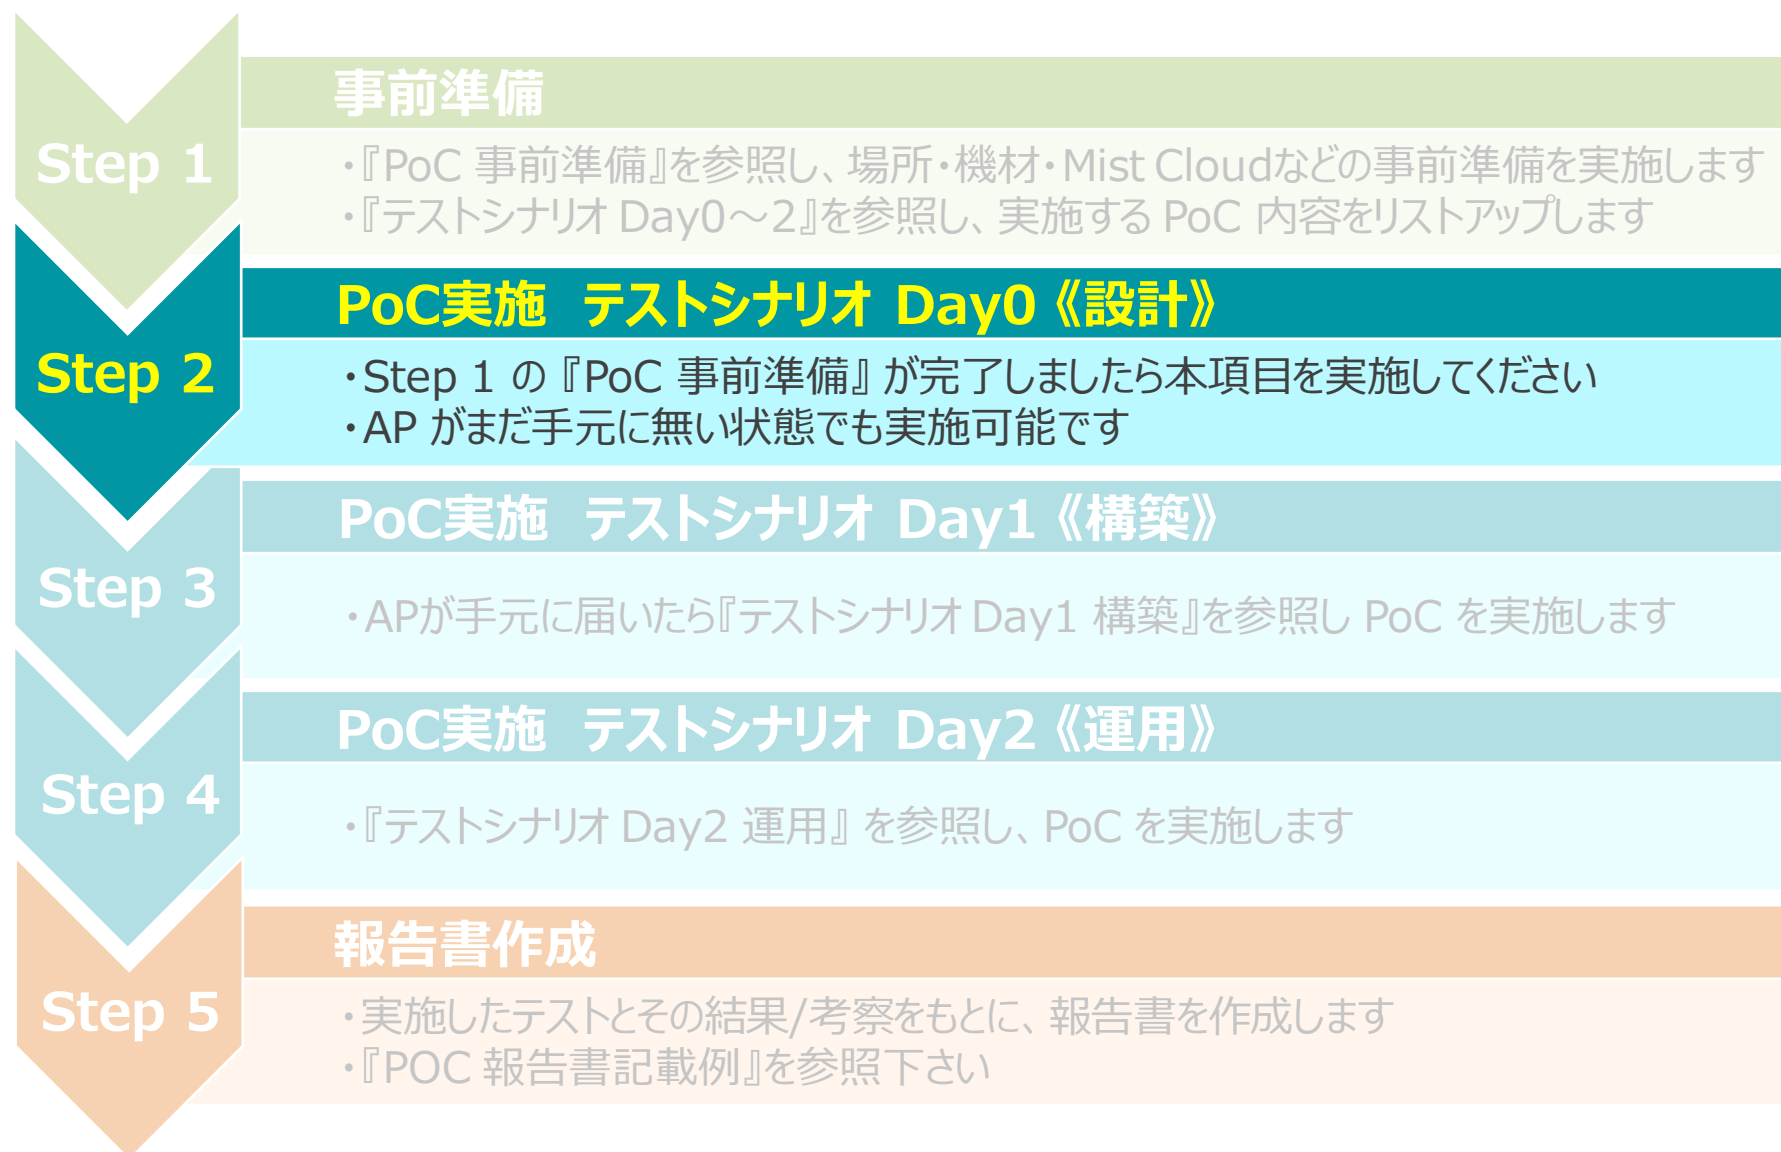 Step 1
事前準備
・『PoC 事前準備』を参照し、場所・機材・Mist Cloudなどの事前準備を実施します
・『テストシナリオ Day0～2』を参照し、実施する PoC 内容をリストアップします
Step 2
PoC実施　テストシナリオ Day0《設計》
・Step 1 の『PoC 事前準備』が完了しましたら本項目を実施してください
・AP がまだ手元に無い状態でも実施可能です
Step 3
PoC実施　テストシナリオ Day1《構築》
・APが手元に届いたら『テストシナリオ Day1 構築』を参照し PoC を実施します
Step 4
PoC実施　テストシナリオ Day2《運用》
・『テストシナリオ Day2 運用』 を参照し、PoC を実施します
Step 5
報告書作成
・実施したテストとその結果/考察をもとに、報告書を作成します
・『POC 報告書記載例』を参照下さい